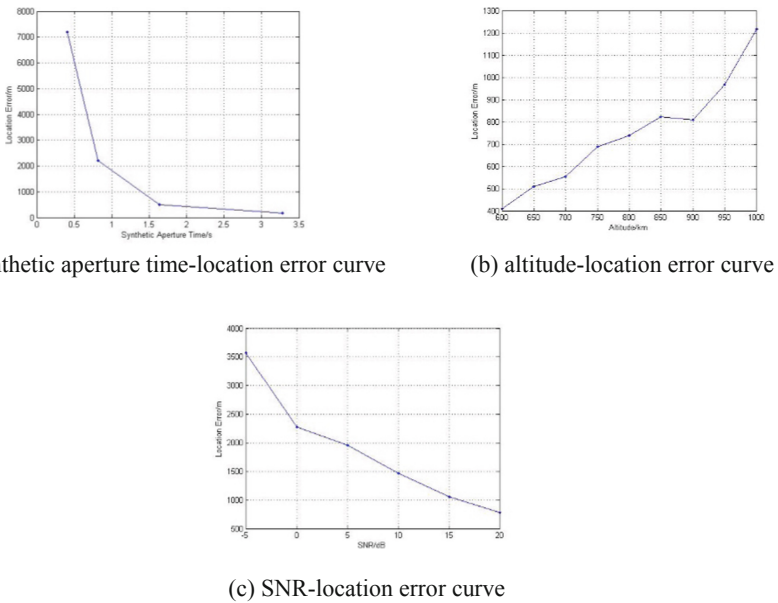 8000
7000
6000
5000
4000
3000
2000
1000
0
0 0.5 1 1.5 2 2.5 3 3.5
Location Error/m
Synthetic Aperture Time/s
nthetic aperture time-location error curve
1300
1200
1100
1000
900
800
700
600
500
400
600 650 700 750 800 850 900 950 1000
Location Error/m
Altitude/km
(b) altitude-location error curve
4000
3500
3000
2500
2000
1500
1000
500
-5 0 5 10 15 20
Location Error/m
SNR/dB
(c) SNR-location error curve